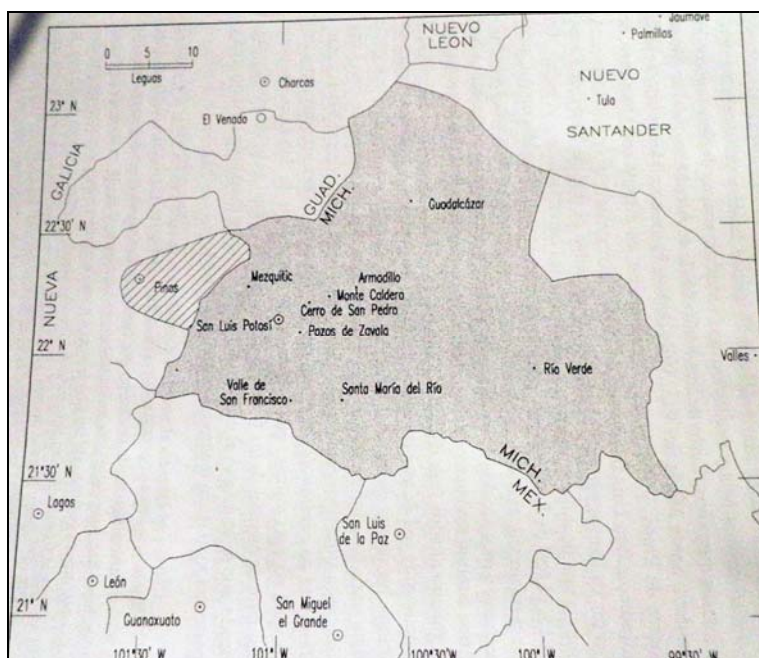 NUEVO
LEON
Jaumave
Palmillas
0 5 10
Leguas
Charcas
NUEVO
Tula
SANTANDER
23° N
El Venado
GALICIA
GUAD.
MICH.
Guadalcázar
22°30' N
Pinos
Mezquitic
Armadillo
Monte Caldera
Cerro de San Pedro
San Luis Potosí
Pozos de Zavala
NUEVA
22° N
Valles
Río Verde
Valle de
San Francisco
Santa María del Río
MICH.
MEX.
21°30' N
Lagos
San Luis
de la Paz
León
Guanaxuato
San Miguel
el Grande
21° N
101°30' W
101° W
100°30' W
100° W
99°30' W